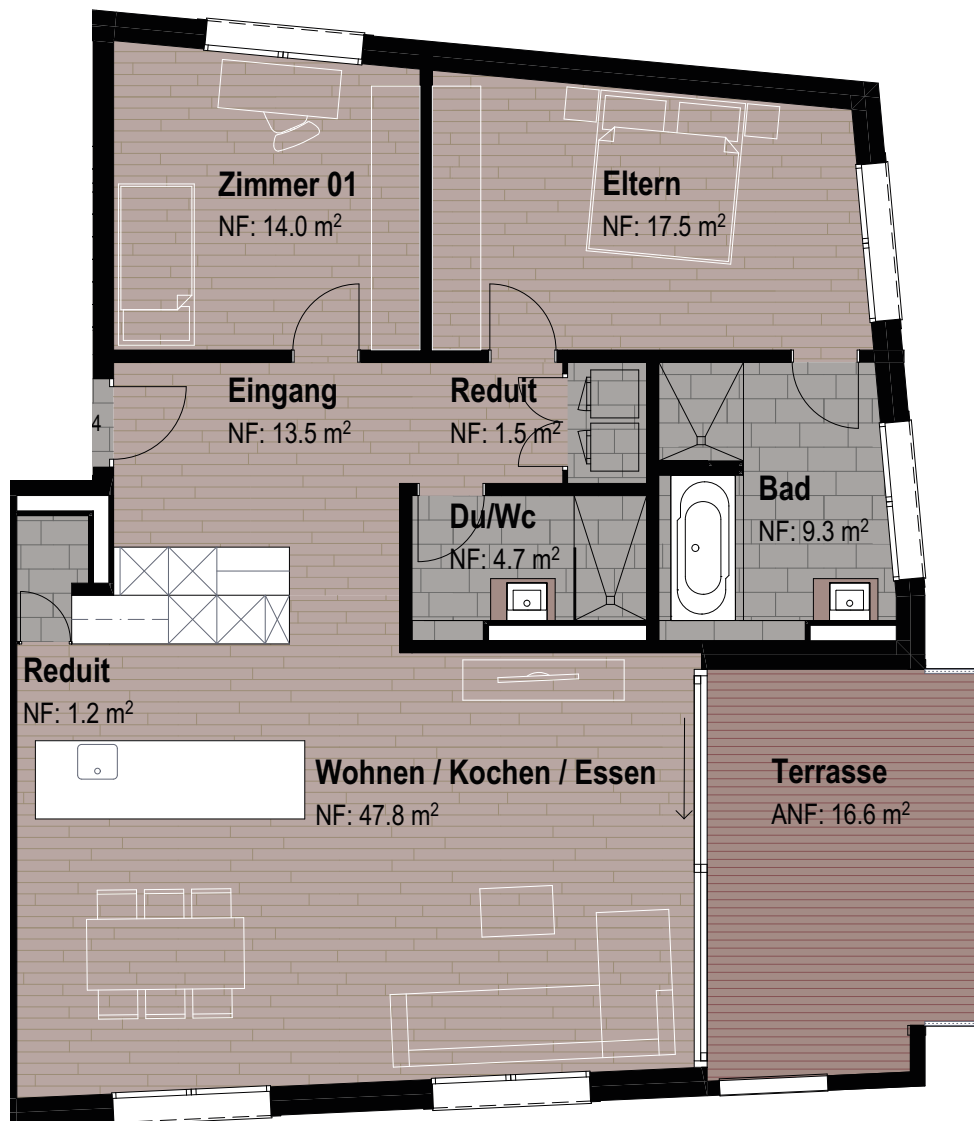 Zimmer 01
NF: 14.0 m²
Eltern
NF: 17.5 m²
Eingang
NF: 13.5 m²
Reduit
NF: 1.5 m²
4
Du/Wc
NF: 4.7 m²
Bad
NF: 9.3 m²
Reduit
NF: 1.2 m²
Wohnen / Kochen / Essen
NF: 47.8 m²
Terrasse
ANF: 16.6 m²